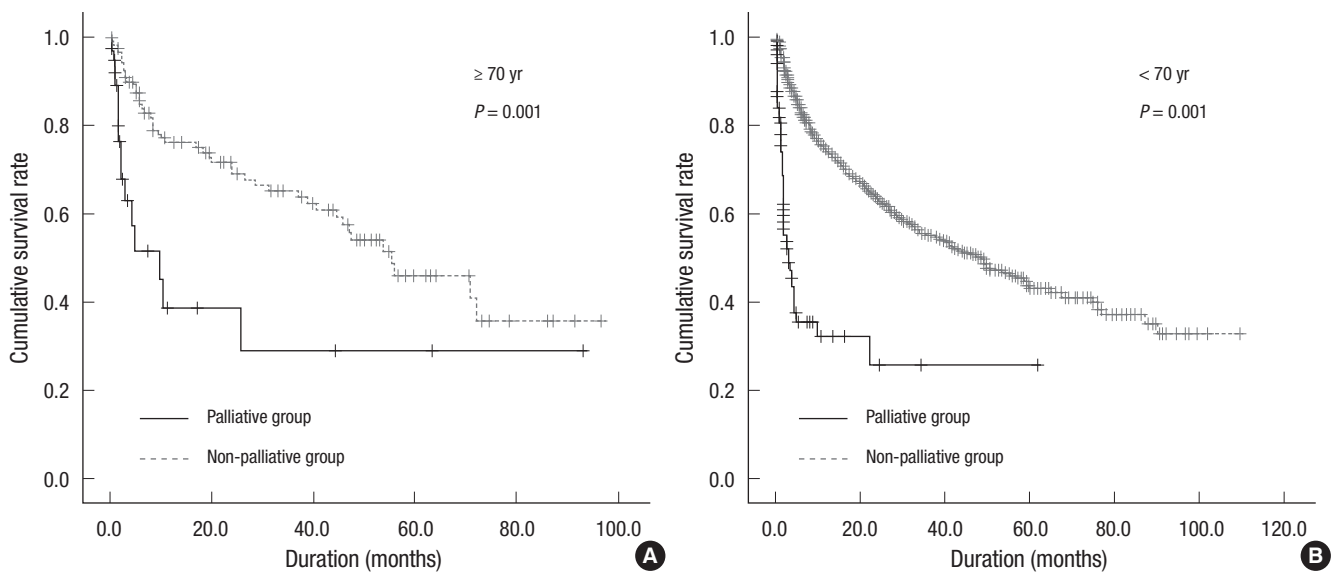 1.0
0.8
0.6
0.4
0.2
0.0
Cumulative survival rate
≥ 70 yr
P = 0.001
Palliative group
Non-palliative group
0.0 20.0 40.0 60.0 80.0 100.0
Duration (months)
A
1.0
0.8
0.6
0.4
0.2
0.0
Cumulative survival rate
< 70 yr
P = 0.001
Palliative group
Non-palliative group
0.0 20.0 40.0 60.0 80.0 100.0 120.0
Duration (months)
B